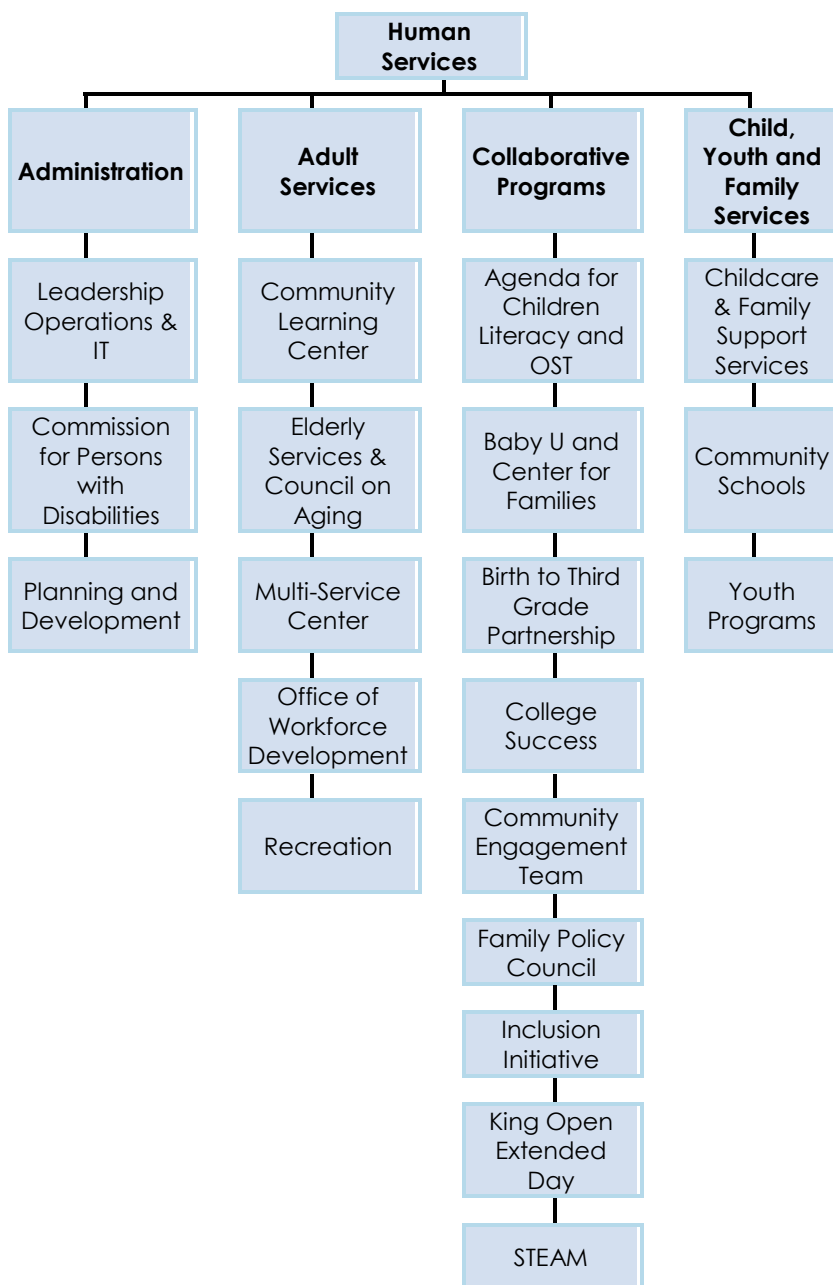 Human
Services
Administration
Adult
Services
Collaborative
Programs
Child,
Youth and
Family
Services
Leadership
Operations &
IT
Commission
for Persons
with
Disabilities
Planning and
Development
Community
Learning
Center
Elderly
Services &
Council on
Aging
Multi-Service
Center
Office of
Workforce
Development
Recreation
Agenda for
Children
Literacy and
OST
Baby U and
Center for
Families
Birth to Third
Grade
Partnership
College
Success
Community
Engagement
Team
Family Policy
Council
Inclusion
Initiative
King Open
Extended
Day
STEAM
Childcare
& Family
Support
Services
Community
Schools
Youth
Programs